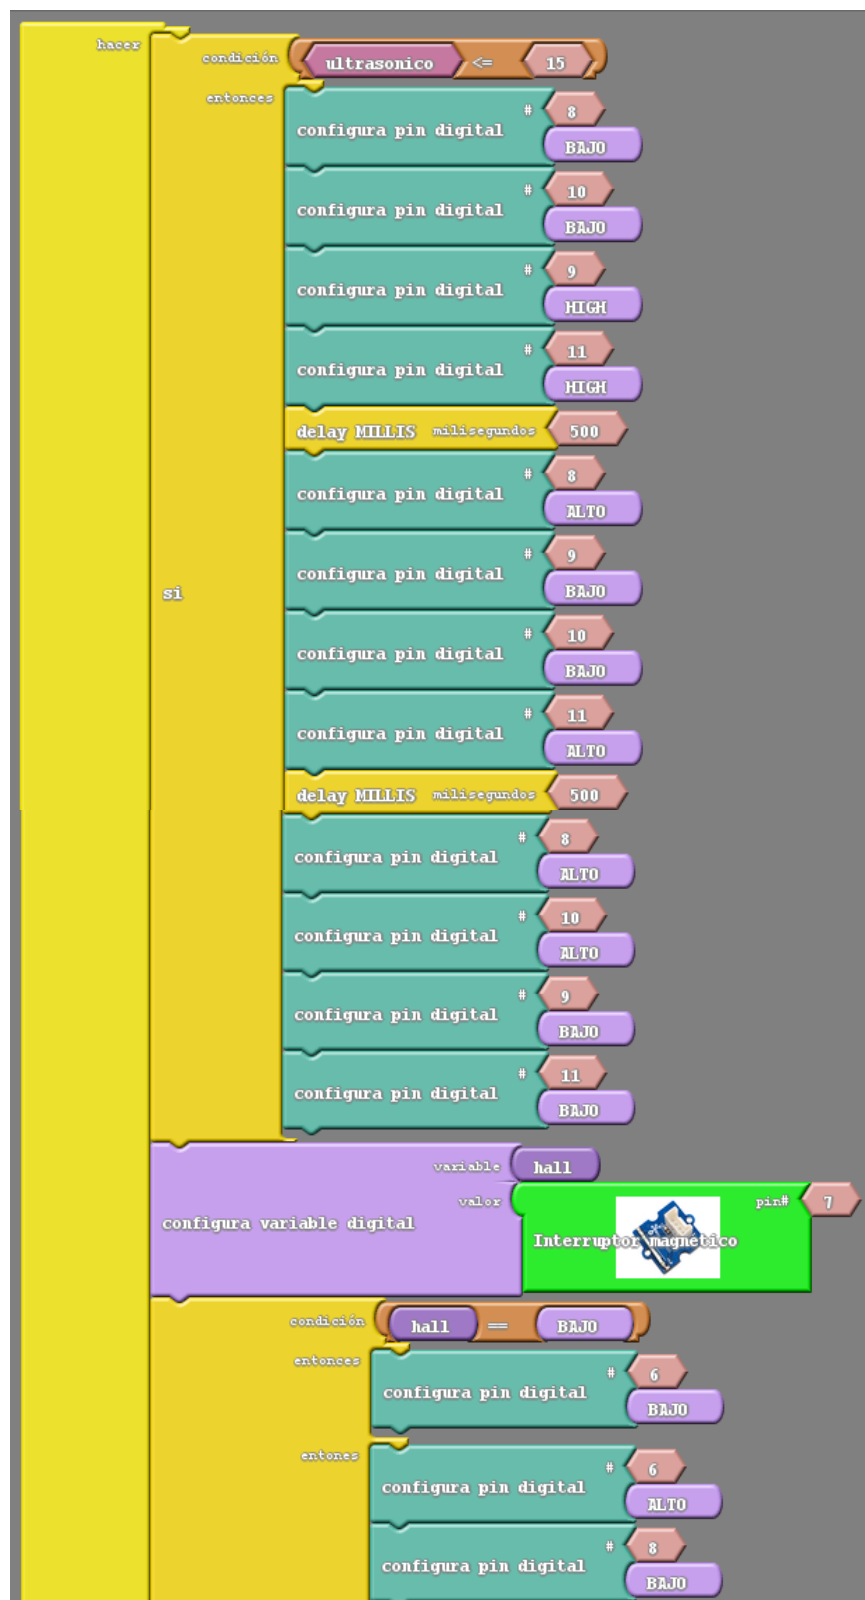 hacer
condición
ultrasonico <= 15
entonces
configura pin digital # 8
BAJO
configura pin digital # 10
BAJO
configura pin digital # 9
HIGH
configura pin digital # 11
HIGH
delay MILLIS milisegundos 500
configura pin digital # 8
ALTO
configura pin digital # 9
BAJO
si
configura pin digital # 10
BAJO
configura pin digital # 11
ALTO
delay MILLIS milisegundos 500
configura pin digital # 8
ALTO
configura pin digital # 10
ALTO
configura pin digital # 9
BAJO
configura pin digital # 11
BAJO
variable hall
configura variable digital valor
Interruptor magnetico pin# 7
condición hall == BAJO
entonces
configura pin digital # 6
BAJO
entones
configura pin digital # 6
ALTO
configura pin digital # 8
BAJO